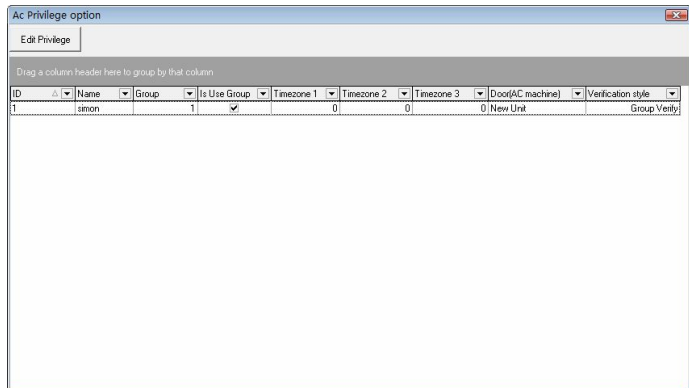 Ac Privilege option
Edit Privilege
Drag a column header here to group by that column
ID Name Group Is Use Group Timezone 1 Timezone 2 Timezone 3 Door(AC machine) Verification style
1 simon 1 0 0 0 New Unit Group Verify